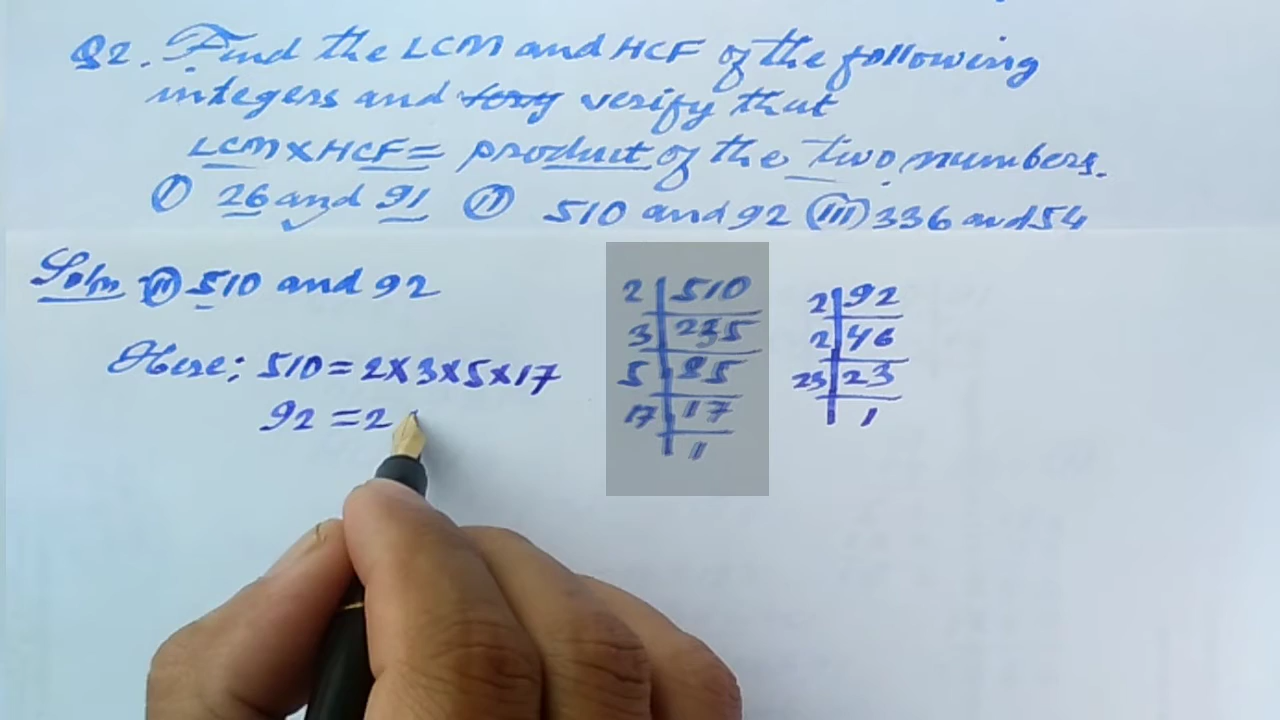 Q2. Find the LCM and HCF of the following
integers and verify that
LCM×HCF= product of the two numbers.
(i) 26 and 91 (ii) 510 and 92 (iii) 336 and 54
Soln (ii) 510 and 92
Here; 510=2×3×5×17
92=2
2|510
3|235
5|85
17|17
1
2|92
2|46
23|23
1